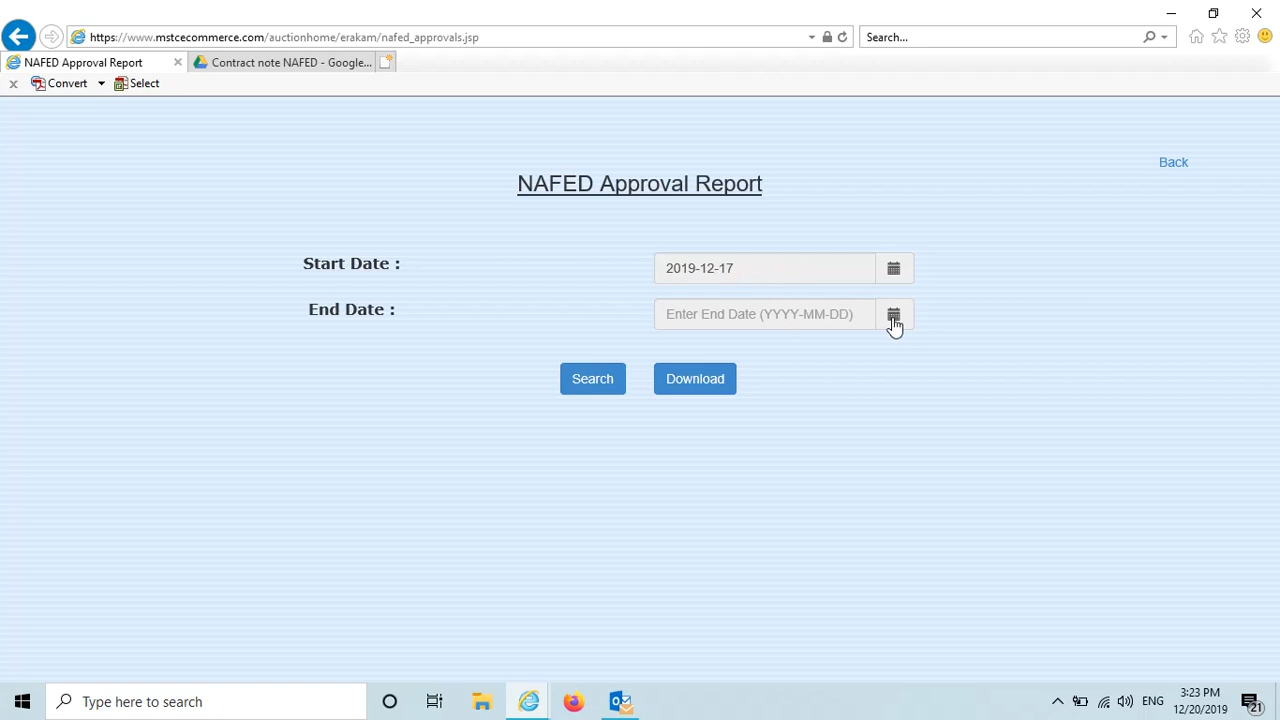 https://www.mstcecommerce.com/auctionhome/erakam/nafed_approvals.jsp
Search...
NAFED Approval Report
Contract note NAFED - Google...
Convert
Select
Back
NAFED Approval Report
Start Date :
2019-12-17
End Date :
Enter End Date (YYYY-MM-DD)
Search
Download
Type here to search
ENG
3:23 PM
12/20/2019
21